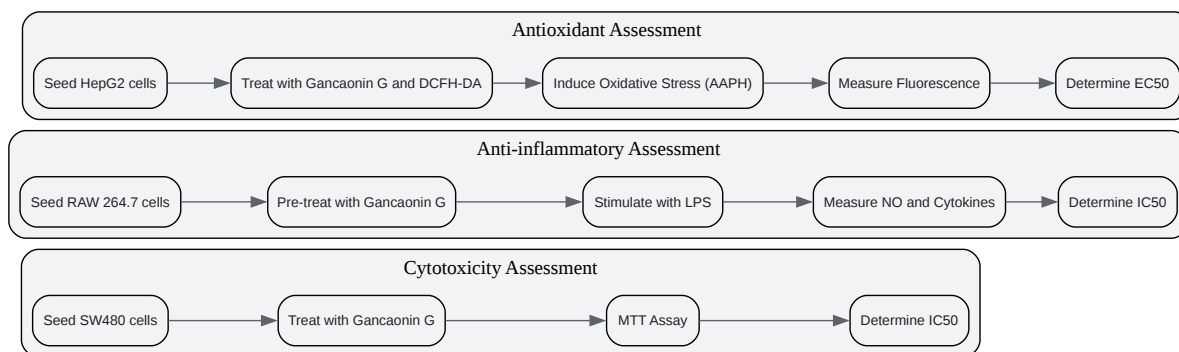 Antioxidant Assessment
Seed HepG2 cells
Treat with Gancaonin G and DCFH-DA
Induce Oxidative Stress (AAPH)
Measure Fluorescence
Determine EC50
Anti-inflammatory Assessment
Seed RAW 264.7 cells
Pre-treat with Gancaonin G
Stimulate with LPS
Measure NO and Cytokines
Determine IC50
Cytotoxicity Assessment
Seed SW480 cells
Treat with Gancaonin G
MTT Assay
Determine IC50